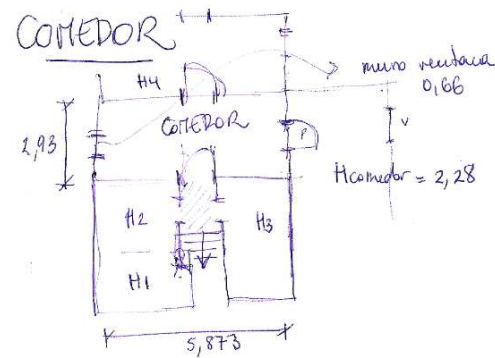 COMEDOR
H4
muro ventana
0,66
COMEDOR
P
V
2,93
Hcomedor = 2,28
H2
H3
H1
5,873